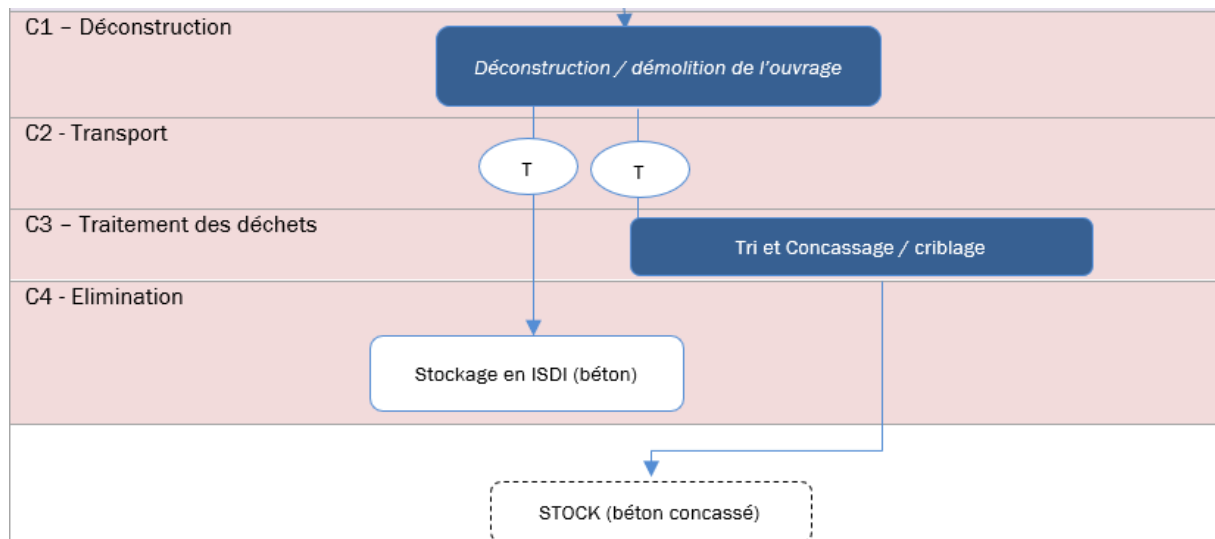 C1 – Déconstruction
Déconstruction / démolition de l'ouvrage
C2 - Transport
T
T
C3 – Traitement des déchets
Tri et Concassage / criblage
C4 - Elimination
Stockage en ISDI (béton)
STOCK (béton concassé)